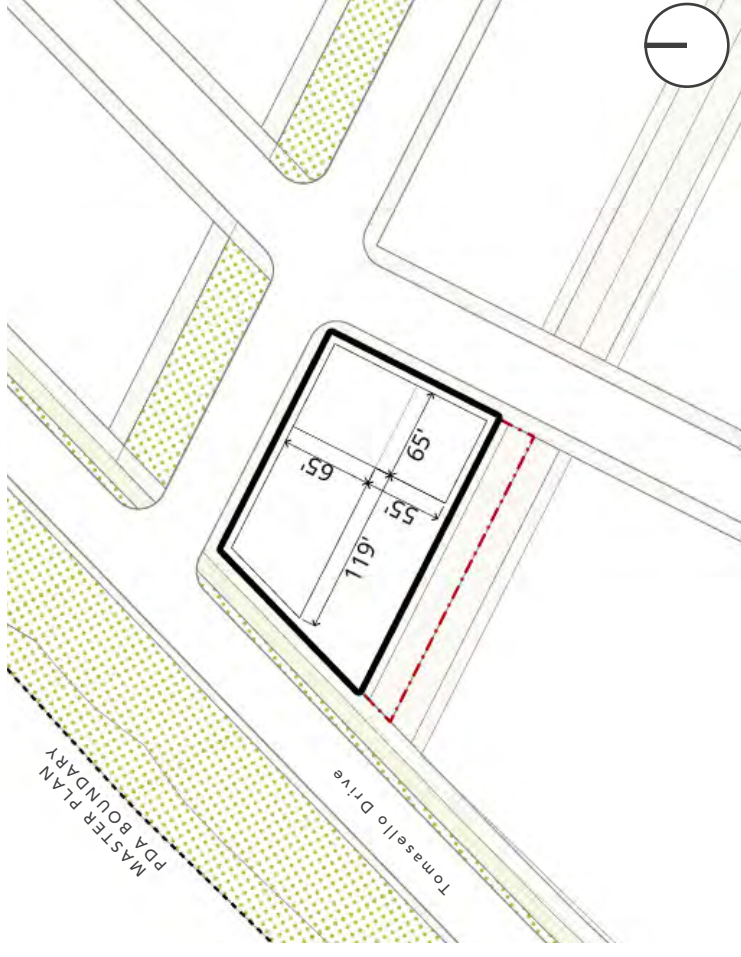 MASTER PLAN
PDA BOUNDARY
Tomasello Drive
65'
65'
55'
119'